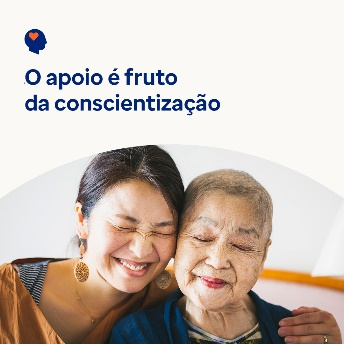 O apoio é fruto
da conscientização